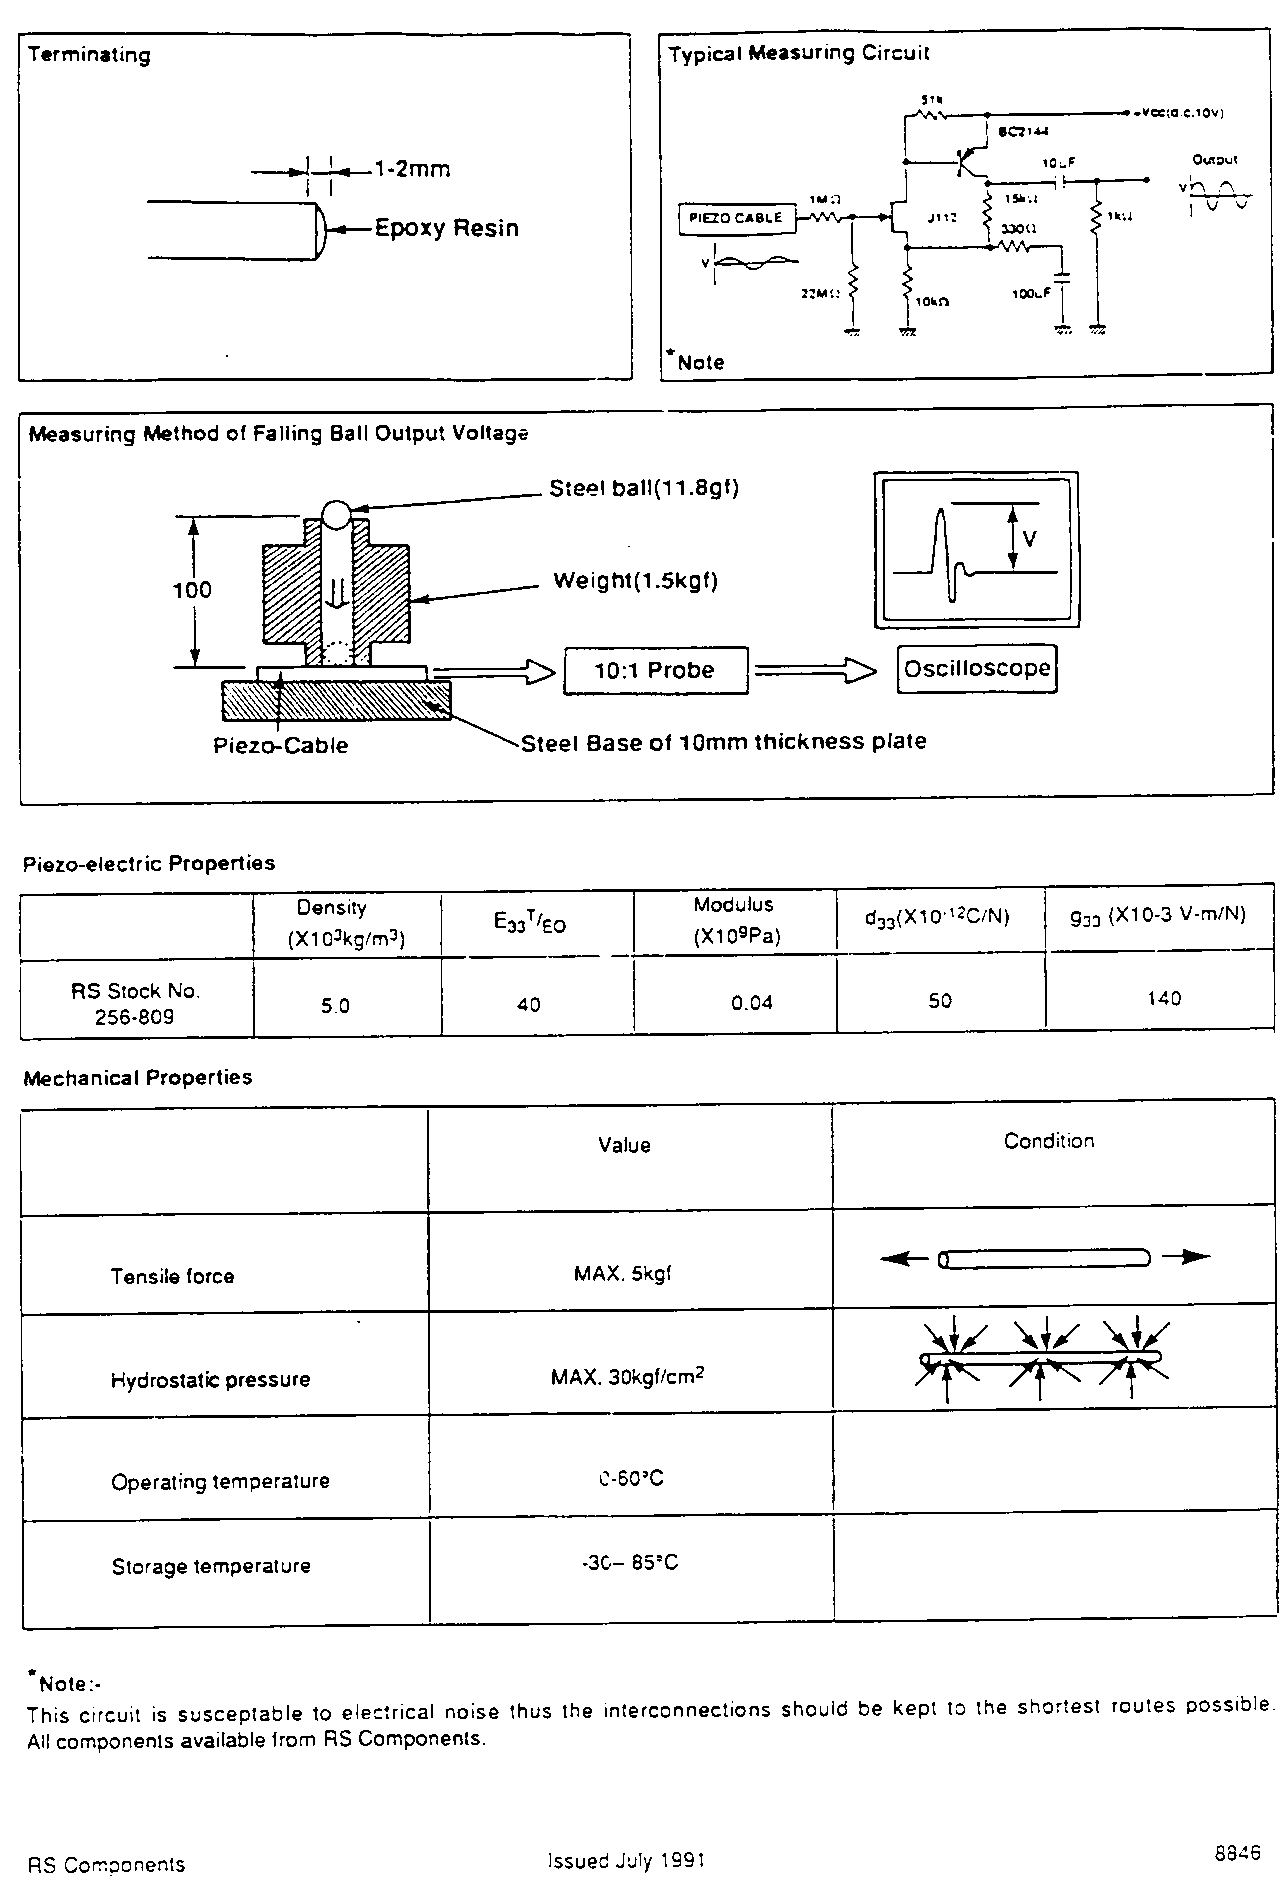 Terminating
1-2mm
Epoxy Resin
Typical Measuring Circuit
51k
-Vcc(d.c.10V)
BC214
10uF
Output
V
PIEZO CABLE
1MΩ
J112
15kΩ
330Ω
1kΩ
V
22MΩ
10kΩ
100uF
*Note
Measuring Method of Falling Ball Output Voltage
Steel ball(11.8gf)
Weight(1.5kgf)
100
V
10:1 Probe
Oscilloscope
Piezo-Cable
Steel Base of 10mm thickness plate
Piezo-electric Properties
Density
(X10³kg/m³)
E₃₃ᵀ/EO
Modulus
(X10⁹Pa)
d₃₃(X10⁻¹²C/N)
g₃₃ (X10-3 V-m/N)
RS Stock No.
256-809
5.0
40
0.04
50
140
Mechanical Properties
Value
Condition
Tensile force
MAX. 5kgf
Hydrostatic pressure
MAX. 30kgf/cm²
Operating temperature
0-60°C
Storage temperature
-30– 85°C
*Note:-
This circuit is susceptable to electrical noise thus the interconnections should be kept to the shortest routes possible.
All components available from RS Components.
RS Components
Issued July 1991
8846